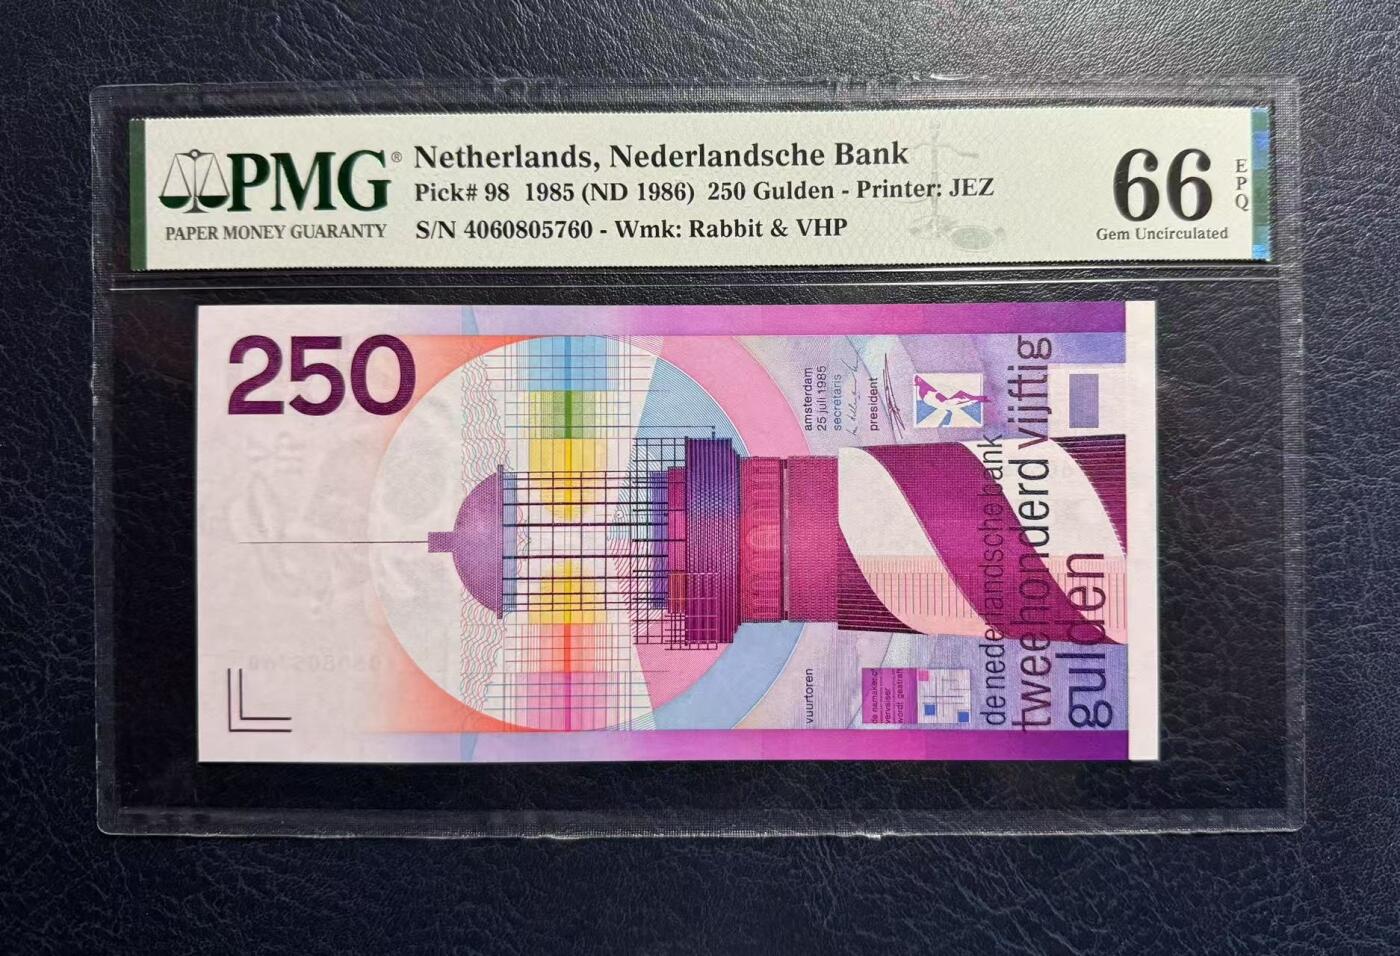 PMG®
PAPER MONEY GUARANTY
Netherlands, Nederlandsche Bank
Pick# 98 1985 (ND 1986) 250 Gulden - Printer: JEZ
S/N 4060805760 - Wmk: Rabbit & VHP
66
EPQ
Gem Uncirculated
250
amsterdam
25 juli 1985
secretaris
president
vuurtoren
wordt gestraft
de nederlandsche bank
tweehonderd vijftig
gulden